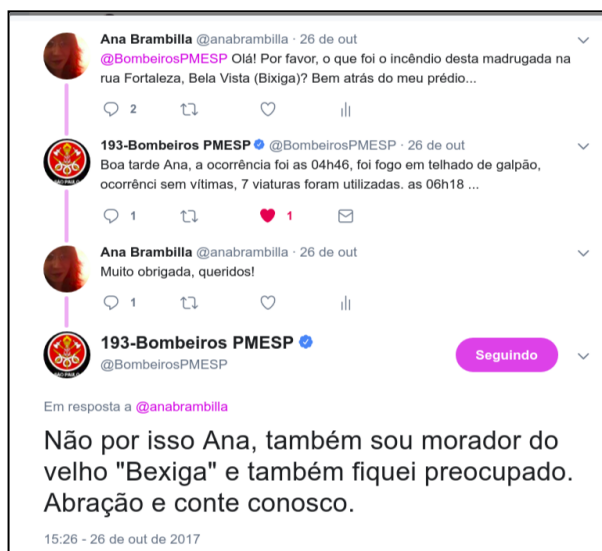 Ana Brambilla @anabrambilla · 26 de out
@BombeirosPMESP Olá! Por favor, o que foi o incêndio desta madrugada na
rua Fortaleza, Bela Vista (Bixiga)? Bem atrás do meu prédio...
2
193-Bombeiros PMESP @BombeirosPMESP · 26 de out
Boa tarde Ana, a ocorrência foi as 04h46, foi fogo em telhado de galpão,
ocorrênci sem vítimas, 7 viaturas foram utilizadas. as 06h18 ...
1 1
Ana Brambilla @anabrambilla · 26 de out
Muito obrigada, queridos!
1
193-Bombeiros PMESP
@BombeirosPMESP
Seguindo
Em resposta a @anabrambilla
Não por isso Ana, também sou morador do
velho "Bexiga" e também fiquei preocupado.
Abração e conte conosco.
15:26 - 26 de out de 2017